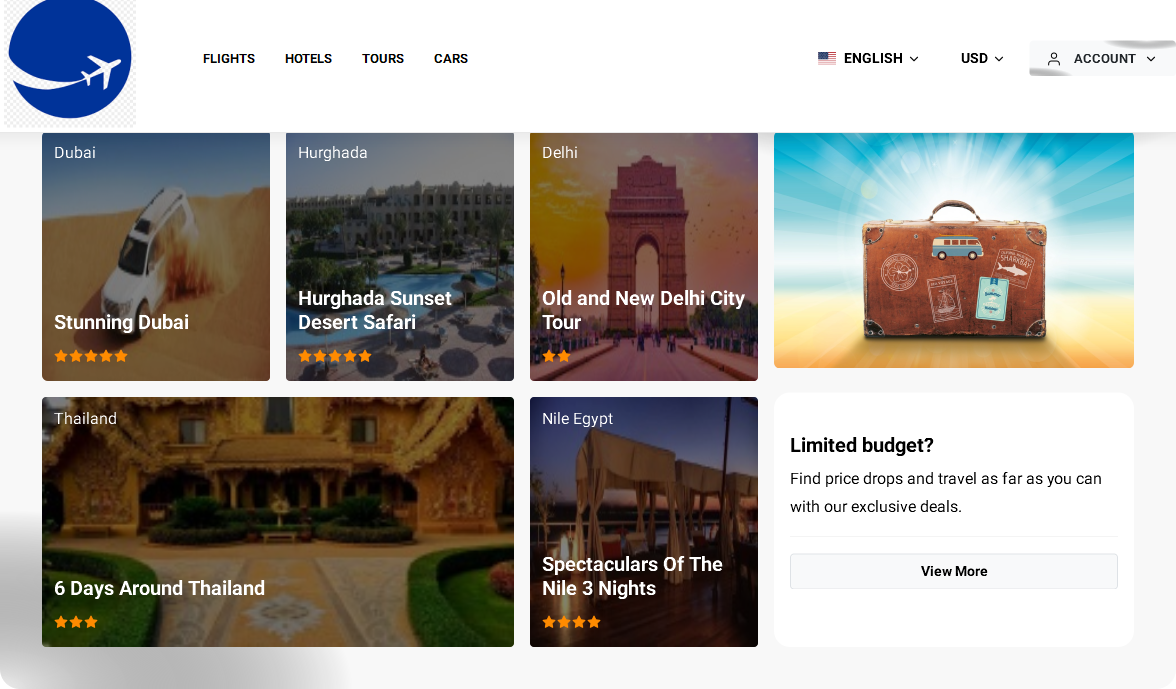 FLIGHTS HOTELS TOURS CARS ENGLISH USD ACCOUNT
Dubai
Stunning Dubai
Hurghada
Hurghada Sunset
Desert Safari
Delhi
Old and New Delhi City
Tour
SHARKBAY
Thailand
6 Days Around Thailand
Nile Egypt
Spectaculars Of The
Nile 3 Nights
Limited budget?
Find price drops and travel as far as you can
with our exclusive deals.
View More